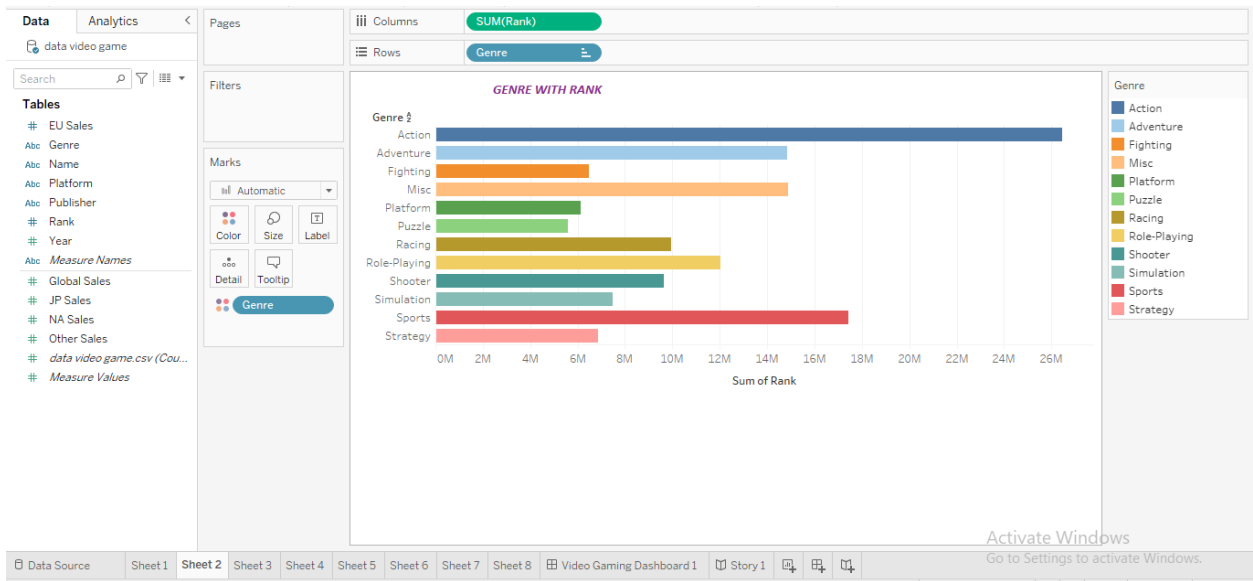 Data Analytics <
data video game
Search
Tables
# EU Sales
Abc Genre
Abc Name
Abc Platform
Abc Publisher
# Rank
# Year
Abc Measure Names
# Global Sales
# JP Sales
# NA Sales
# Other Sales
# data video game.csv (Cou...
# Measure Values
Pages
Filters
Marks
Automatic
Color Size Label
Detail Tooltip
Genre
Columns SUM(Rank)
Rows Genre
GENRE WITH RANK
Genre
Action
Adventure
Fighting
Misc
Platform
Puzzle
Racing
Role-Playing
Shooter
Simulation
Sports
Strategy
0M 2M 4M 6M 8M 10M 12M 14M 16M 18M 20M 22M 24M 26M
Sum of Rank
Genre
Action
Adventure
Fighting
Misc
Platform
Puzzle
Racing
Role-Playing
Shooter
Simulation
Sports
Strategy
Activate Windows
Go to Settings to activate Windows.
Data Source Sheet 1 Sheet 2 Sheet 3 Sheet 4 Sheet 5 Sheet 6 Sheet 7 Sheet 8 Video Gaming Dashboard 1 Story 1